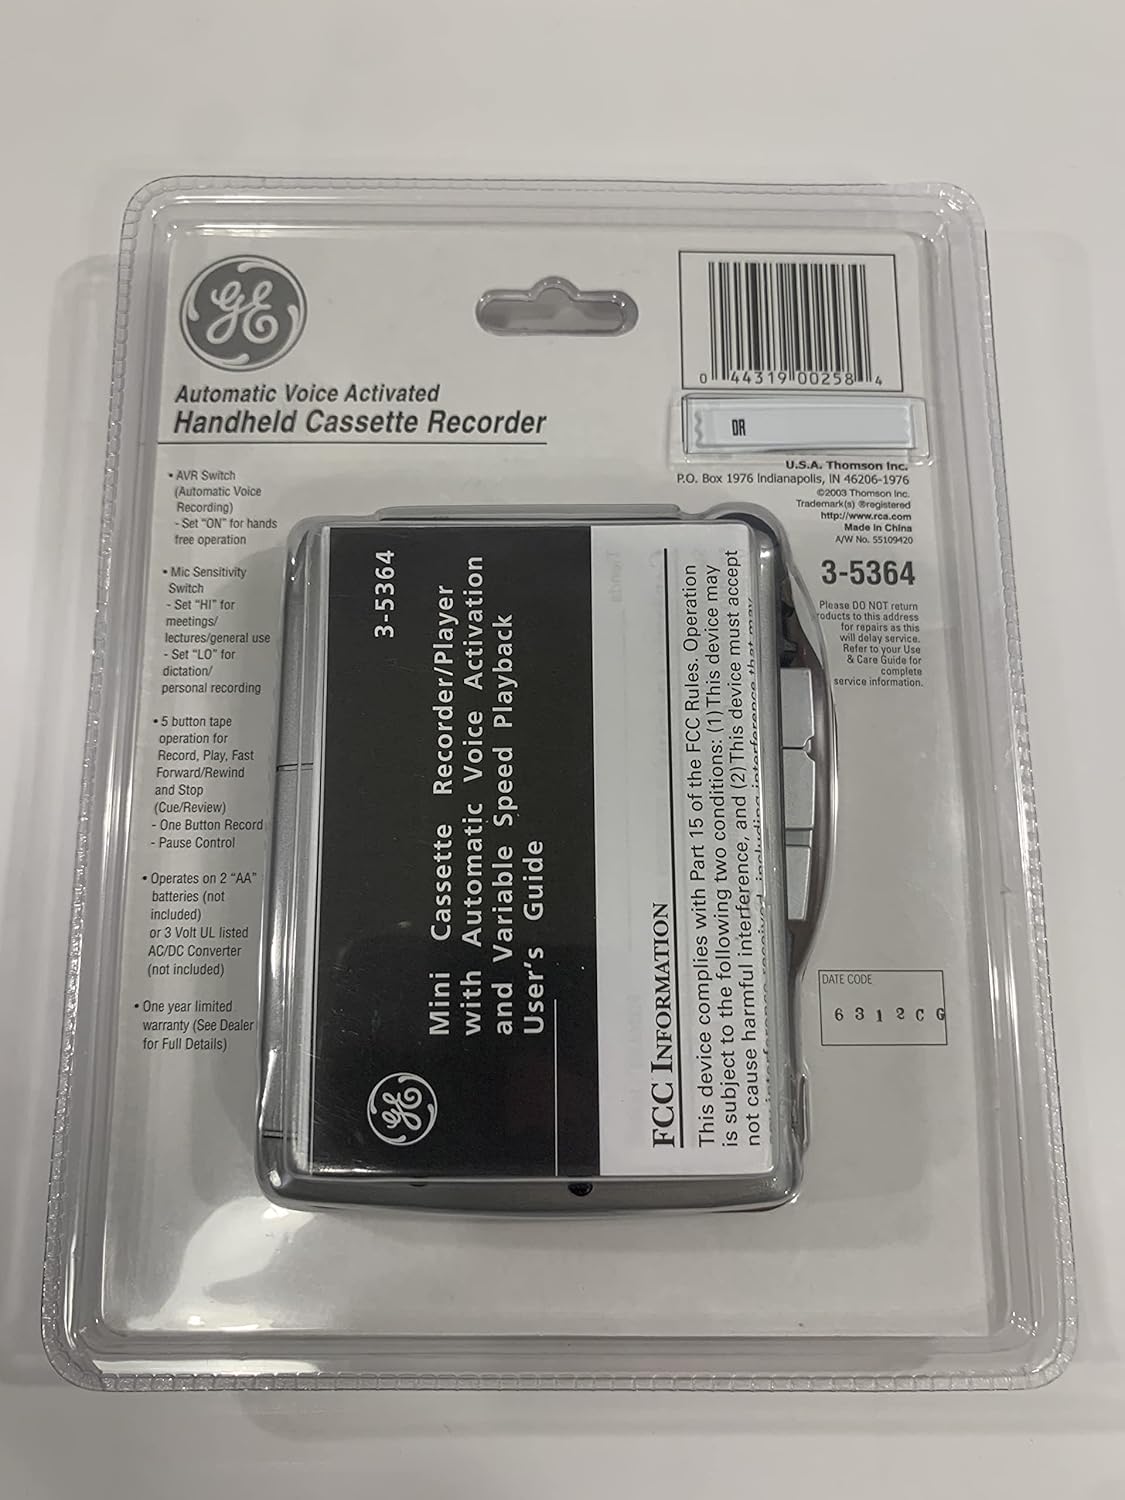 GE
Automatic Voice Activated
Handheld Cassette Recorder
• AVR Switch
(Automatic Voice
Recording)
- Set "ON" for hands
free operation
• Mic Sensitivity
Switch
- Set "HI" for
meetings/
lectures/general use
- Set "LO" for
dictation/
personal recording
• 5 button tape
operation for
Record, Play, Fast
Forward/Rewind
and Stop
(Cue/Review)
- One Button Record
- Pause Control
• Operates on 2 "AA"
batteries (not
included)
or 3 Volt UL listed
AC/DC Converter
(not included)
• One year limited
warranty (See Dealer
for Full Details)
0 44319 00258 4
DR
U.S.A. Thomson Inc.
P.O. Box 1976 Indianapolis, IN 46206-1976
©2003 Thomson Inc.
Trademark(s) ®registered
http://www.rca.com
Made in China
A/W No. 55109420
3-5364
Please DO NOT return
products to this address
for repairs as this
will delay service.
Refer to your Use
& Care Guide for
complete
service information.
DATE CODE
6312CG
3-5364
Mini Cassette Recorder/Player
with Automatic Voice Activation
and Variable Speed Playback
User's Guide
GE
FCC INFORMATION
This device complies with Part 15 of the FCC Rules. Operation
is subject to the following two conditions: (1) This device may
not cause harmful interference, and (2) This device must accept
interference received, including interference that may